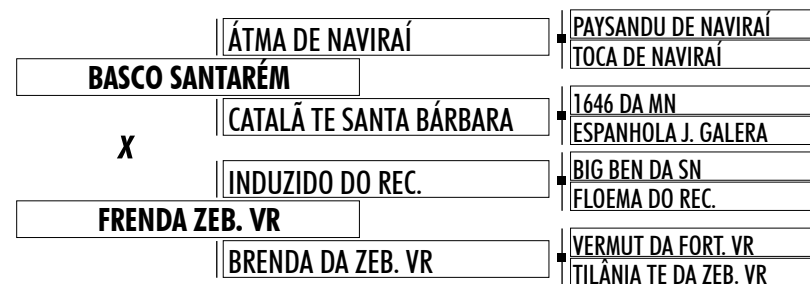 ÁTMA DE NAVIRAÍ
PAYSANDU DE NAVIRAÍ
TOCA DE NAVIRAÍ
BASCO SANTARÉM
CATALÃ TE SANTA BÁRBARA
1646 DA MN
ESPANHOLA J. GALERA
X
INDUZIDO DO REC.
BIG BEN DA SN
FLOEMA DO REC.
FRENDA ZEB. VR
BRENDA DA ZEB. VR
VERMUT DA FORT. VR
TILÂNIA TE DA ZEB. VR